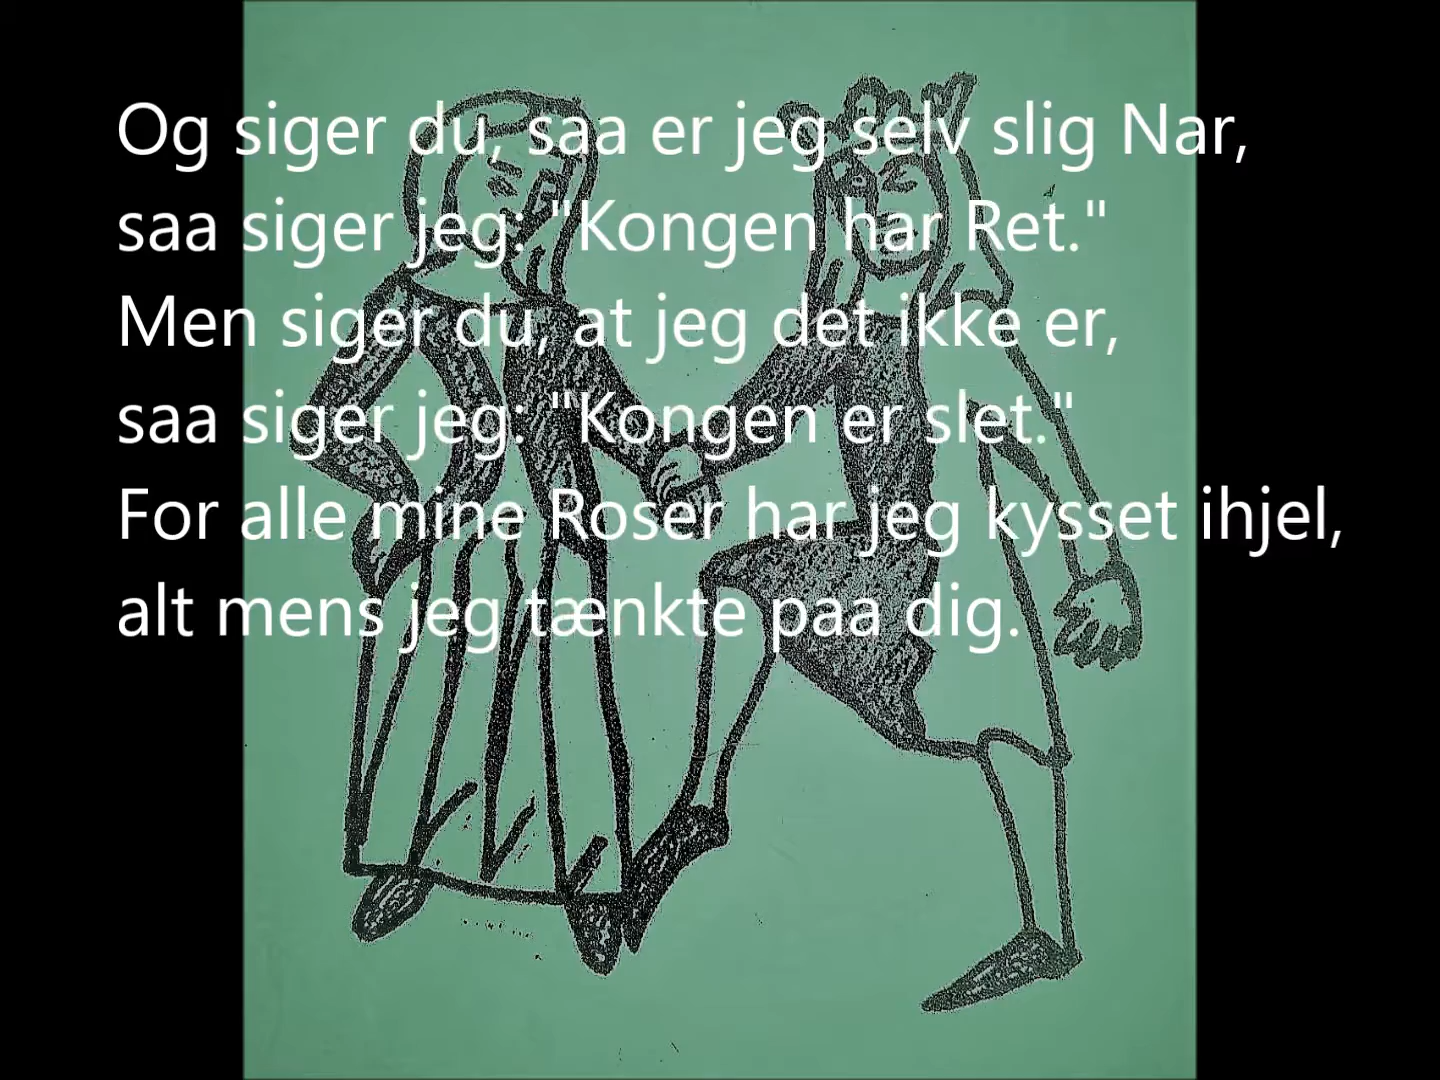 Og siger du, saa er jeg selv slig Nar,
saa siger jeg: "Kongen har Ret."
Men siger du, at jeg det ikke er,
saa siger jeg: "Kongen er slet."
For alle mine Roser har jeg kysset ihjel,
alt mens jeg tænkte paa dig.